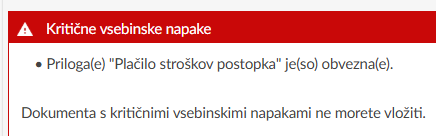 Kritične vsebinske napake
• Priloga(e) "Plačilo stroškov postopka" je(so) obvezna(e).
Dokumenta s kritičnimi vsebinskimi napakami ne morete vložiti.